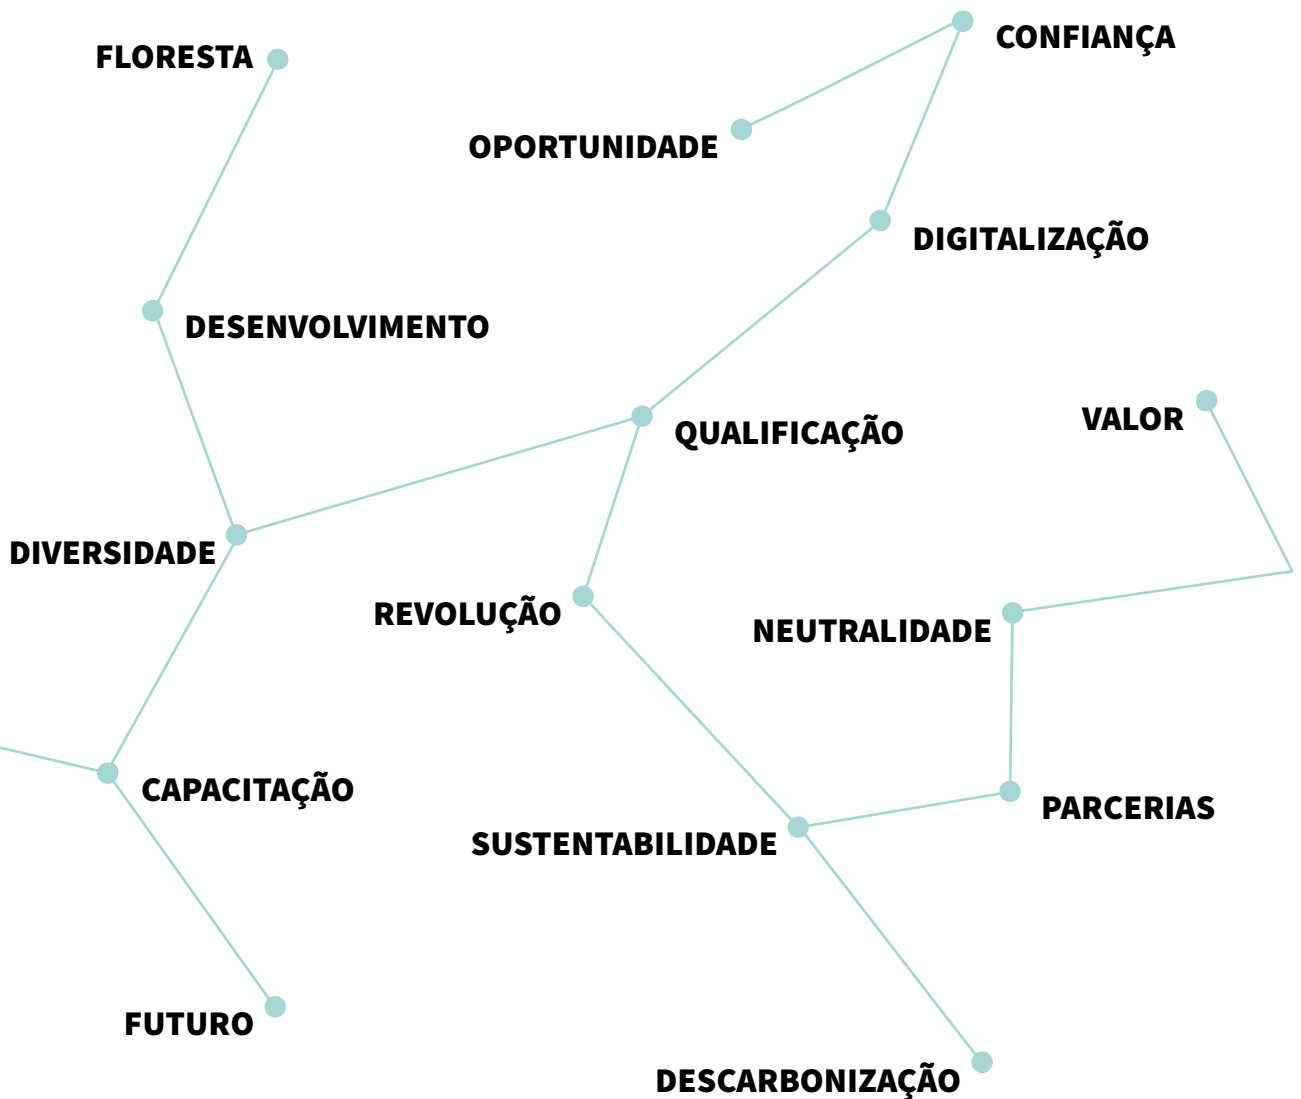 CONFIANÇA
FLORESTA
OPORTUNIDADE
DIGITALIZAÇÃO
DESENVOLVIMENTO
VALOR
QUALIFICAÇÃO
DIVERSIDADE
REVOLUÇÃO
NEUTRALIDADE
CAPACITAÇÃO
PARCERIAS
SUSTENTABILIDADE
FUTURO
DESCARBONIZAÇÃO